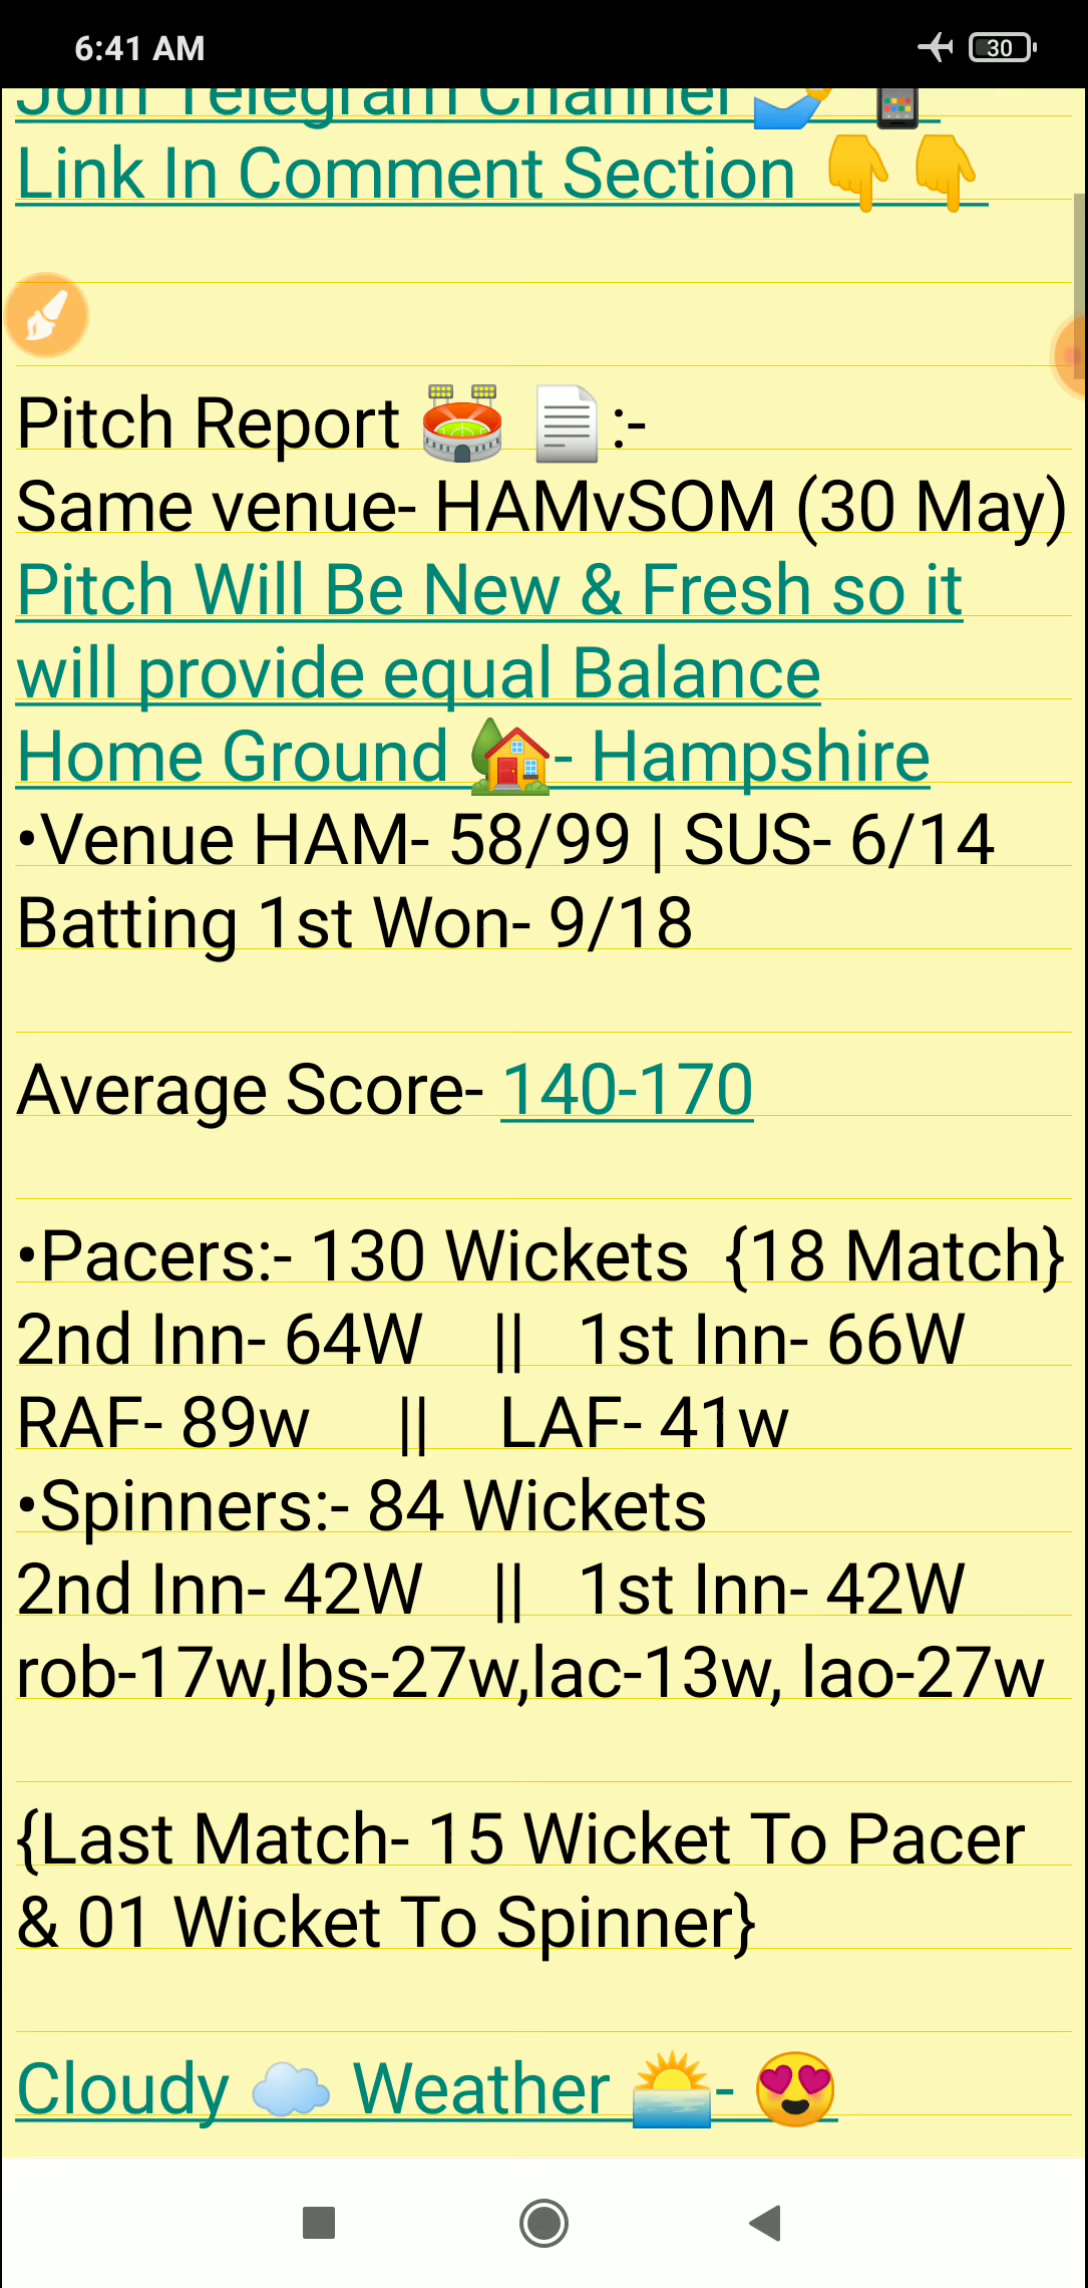 6:41 AM
30
Join Telegram Channel
Link In Comment Section 👇👇
Pitch Report 🏟️ 📄:-
Same venue- HAMvSOM (30 May)
Pitch Will Be New & Fresh so it
will provide equal Balance
Home Ground 🏡- Hampshire
•Venue HAM- 58/99 | SUS- 6/14
Batting 1st Won- 9/18
Average Score- 140-170
•Pacers:- 130 Wickets {18 Match}
2nd Inn- 64W || 1st Inn- 66W
RAF- 89w || LAF- 41w
•Spinners:- 84 Wickets
2nd Inn- 42W || 1st Inn- 42W
rob-17w,lbs-27w,lac-13w, lao-27w
{Last Match- 15 Wicket To Pacer
& 01 Wicket To Spinner}
Cloudy ☁️ Weather 🌅- 😍